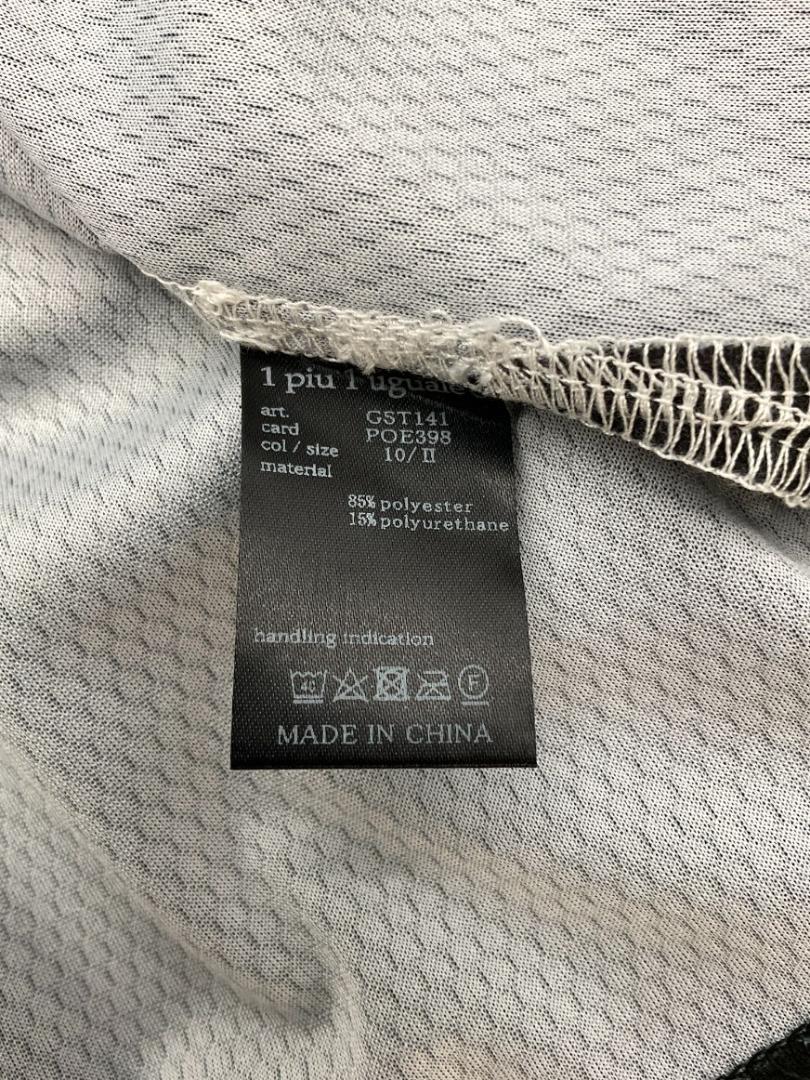 1 piu 1 uguale
art. GST141
card POE398
col / size 10/Ⅱ
material
85% polyester
15% polyurethane
handling indication
40
F
MADE IN CHINA